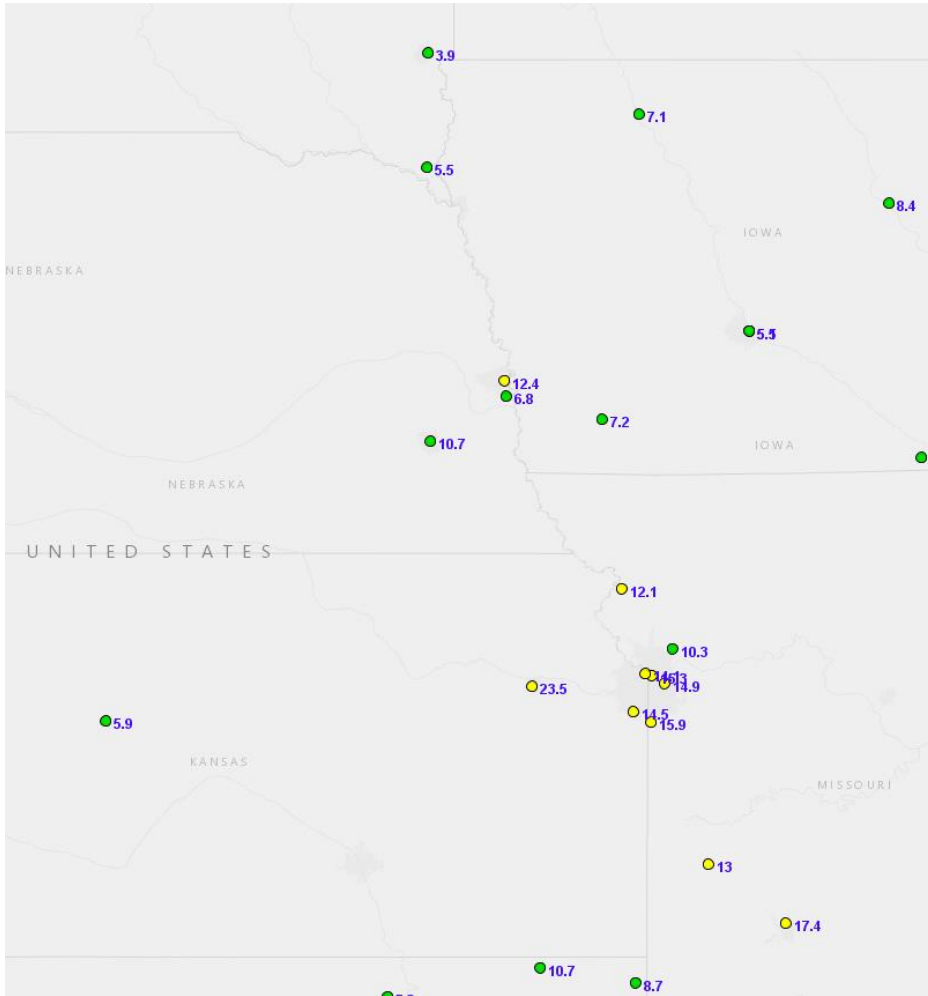 3.9
7.1
5.5
8.4
IOWA
NEBRASKA
12.4
6.8
7.2
10.7
IOWA
NEBRASKA
UNITED STATES
12.1
10.3
14.9
23.5
14.5
15.9
5.9
KANSAS
MISSOURI
13
17.4
10.7
8.7